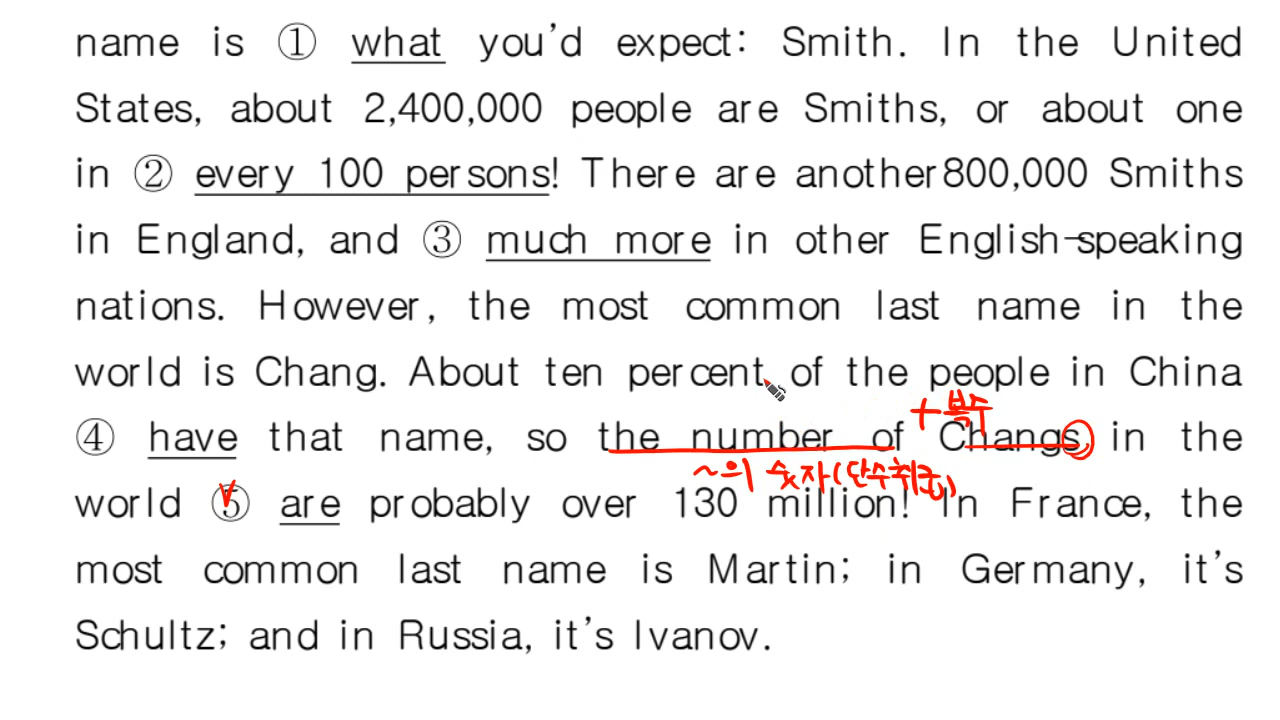 name is ① what you'd expect: Smith. In the United
States, about 2,400,000 people are Smiths, or about one
in ② every 100 persons! There are another800,000 Smiths
in England, and ③ much more in other English-speaking
nations. However, the most common last name in the
world is Chang. About ten percent of the people in China
+복수
④ have that name, so the number of Changs in the
~의 숫자(단수취급)
world ⑤ are probably over 130 million! In France, the
most common last name is Martin; in Germany, it's
Schultz; and in Russia, it's Ivanov.